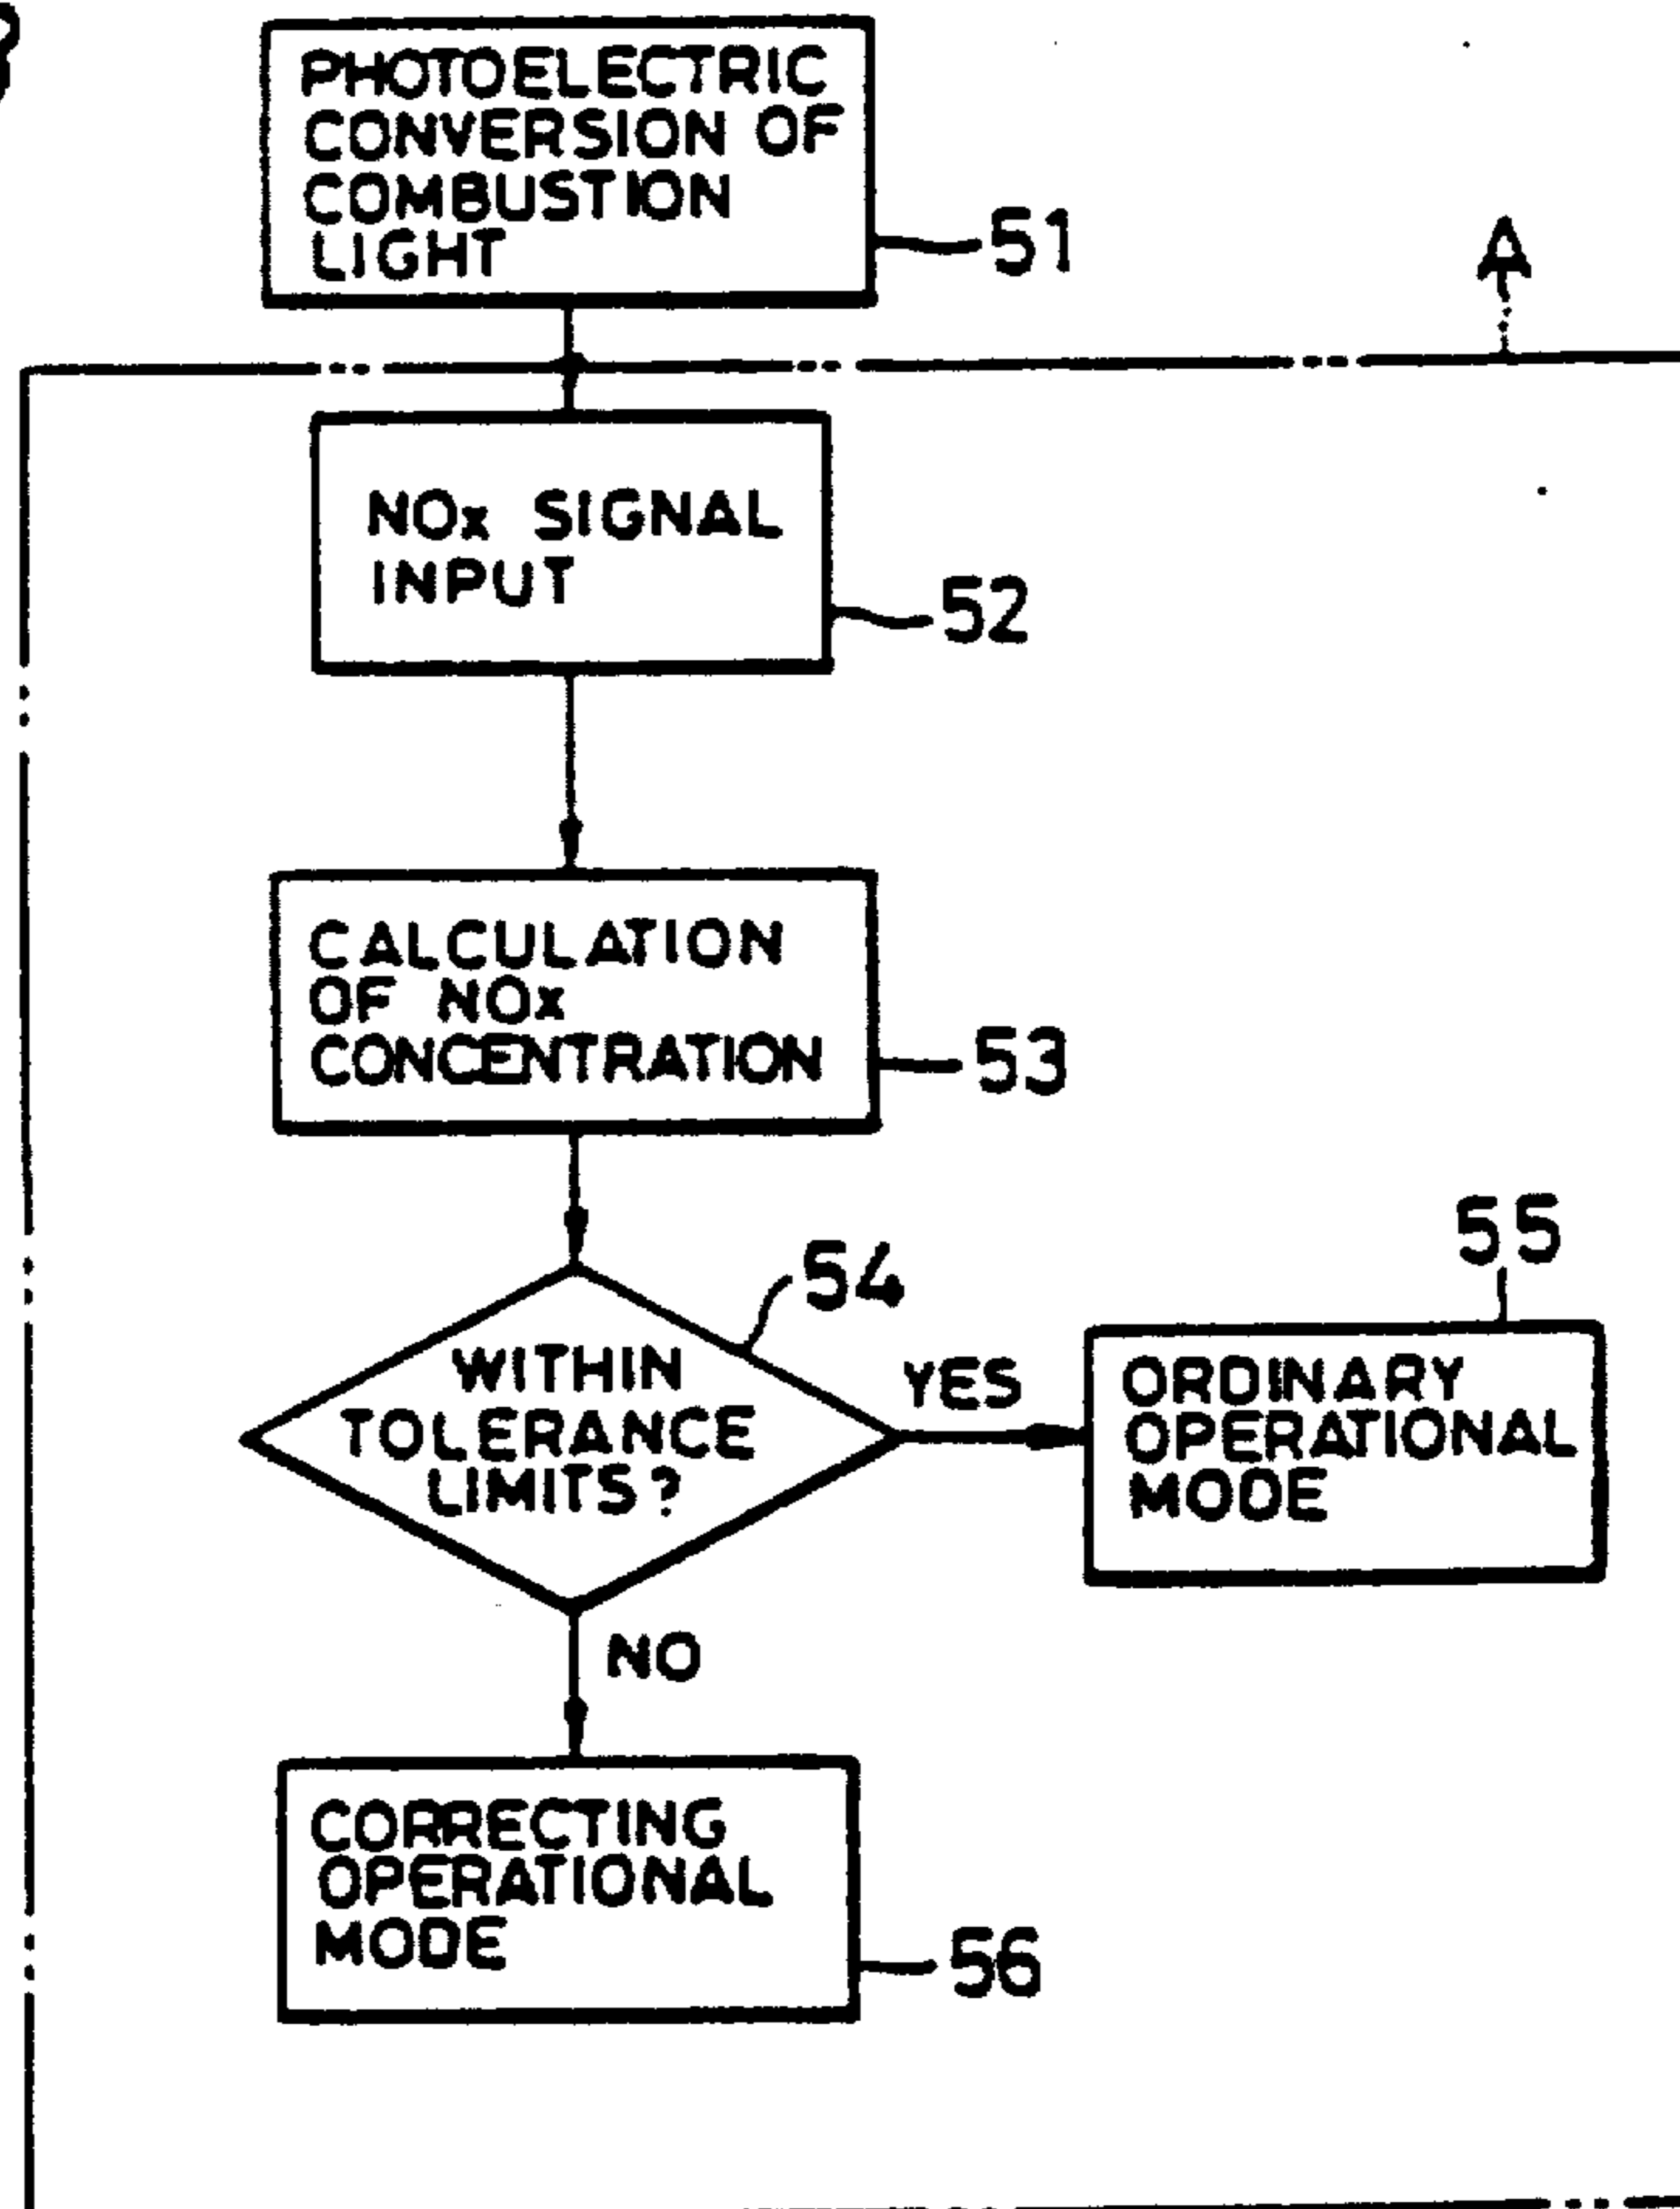 PHOTOELECTRIC
CONVERSION OF
COMBUSTION
LIGHT
51
A
NOx SIGNAL
INPUT
52
CALCULATION
OF NOx
CONCENTRATION
53
54
55
WITHIN
TOLERANCE
LIMITS?
YES
ORDINARY
OPERATIONAL
MODE
NO
CORRECTING
OPERATIONAL
MODE
56